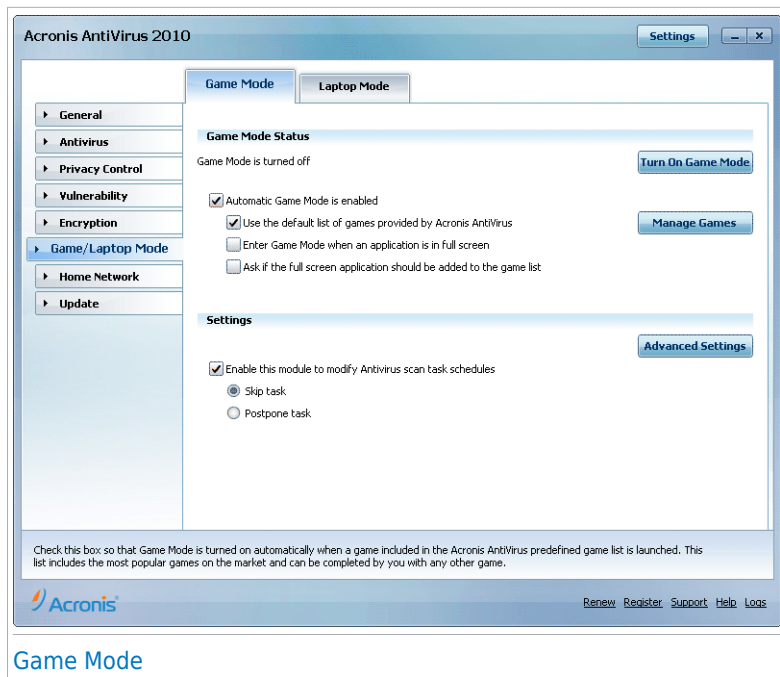 Acronis AntiVirus 2010
Settings
Game Mode
Laptop Mode
General
Antivirus
Privacy Control
Vulnerability
Encryption
Game/Laptop Mode
Home Network
Update
Game Mode Status
Game Mode is turned off
Turn On Game Mode
Automatic Game Mode is enabled
Use the default list of games provided by Acronis AntiVirus
Manage Games
Enter Game Mode when an application is in full screen
Ask if the full screen application should be added to the game list
Settings
Advanced Settings
Enable this module to modify Antivirus scan task schedules
Skip task
Postpone task
Check this box so that Game Mode is turned on automatically when a game included in the Acronis AntiVirus predefined game list is launched. This
list includes the most popular games on the market and can be completed by you with any other game.
Acronis
Renew Register Support Help Logs
Game Mode